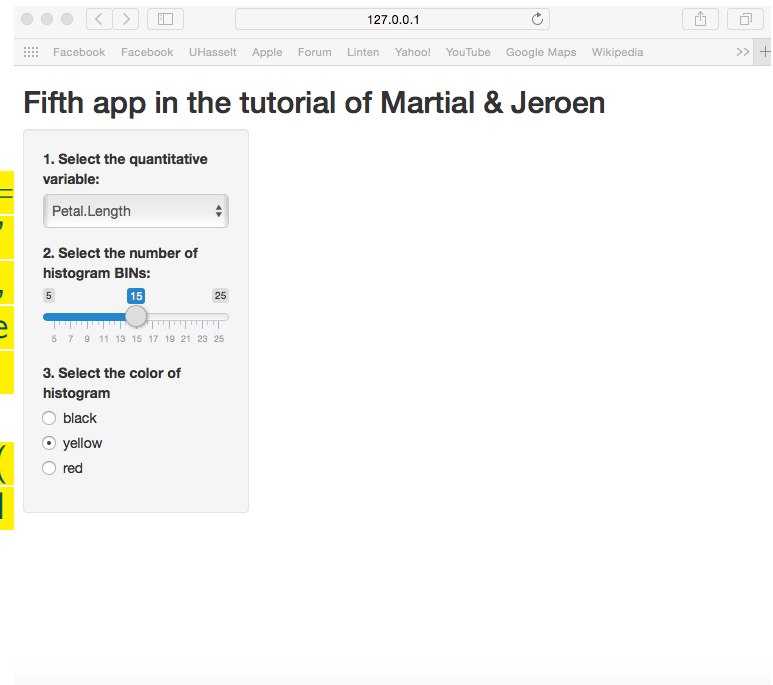 127.0.0.1
Facebook Facebook UHasselt Apple Forum Linten Yahoo! YouTube Google Maps Wikipedia >>
Fifth app in the tutorial of Martial & Jeroen
1. Select the quantitative
variable:
Petal.Length
2. Select the number of
histogram BINs:
5 15 25
5 7 9 11 13 15 17 19 21 23 25
3. Select the color of
histogram
black
yellow
red